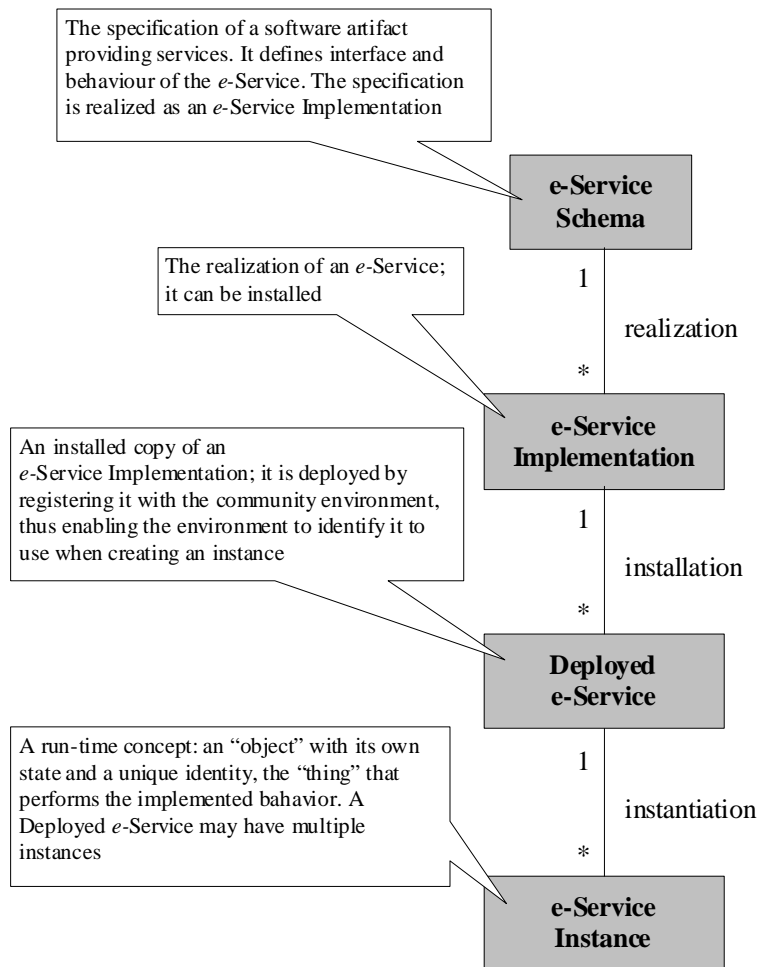 The specification of a software artifact
providing services. It defines interface and
behaviour of the e-Service. The specification
is realized as an e-Service Implementation
e-Service
Schema
1
realization
*
The realization of an e-Service;
it can be installed
e-Service
Implementation
1
installation
*
An installed copy of an
e-Service Implementation; it is deployed by
registering it with the community environment,
thus enabling the environment to identify it to
use when creating an instance
Deployed
e-Service
1
instantiation
*
A run-time concept: an “object” with its own
state and a unique identity, the “thing” that
performs the implemented bahavior. A
Deployed e-Service may have multiple
instances
e-Service
Instance